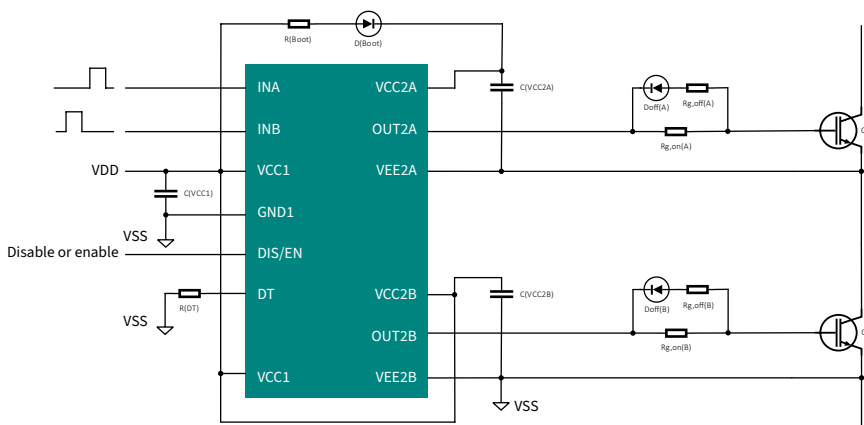 R(Boot)
D(Boot)
INA
VCC2A
C(VCC2A)
Doff(A)
Rg,off(A)
INB
OUT2A
Rg,on(A)
VDD
VCC1
VEE2A
C(VCC1)
GND1
VSS
Disable or enable
DIS/EN
DT
VCC2B
C(VCC2B)
Doff(B)
Rg,off(B)
R(DT)
VSS
OUT2B
Rg,on(B)
VCC1
VEE2B
VSS